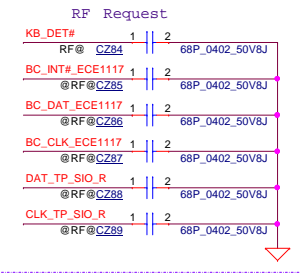 RF Request
KB_DET# 1 2
RF@ CZ84 68P_0402_50V8J
BC_INT#_ECE1117 1 2
@RF@CZ85 68P_0402_50V8J
BC_DAT_ECE1117 1 2
@RF@CZ86 68P_0402_50V8J
BC_CLK_ECE1117 1 2
@RF@CZ87 68P_0402_50V8J
DAT_TP_SIO_R 1 2
@RF@CZ88 68P_0402_50V8J
CLK_TP_SIO_R 1 2
@RF@CZ89 68P_0402_50V8J